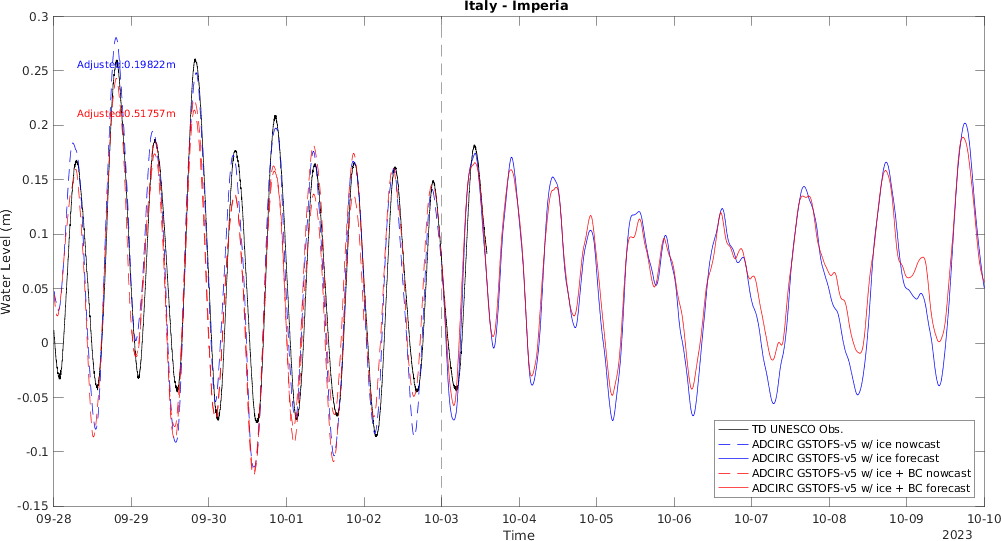 Italy - Imperia
0.3
0.25
0.2
0.15
0.1
0.05
0
-0.05
-0.1
-0.15
Water Level (m)
Adjusted:0.19822m
Adjusted:0.51757m
TD UNESCO Obs.
ADCIRC GSTOFS-v5 w/ ice nowcast
ADCIRC GSTOFS-v5 w/ ice forecast
ADCIRC GSTOFS-v5 w/ ice + BC nowcast
ADCIRC GSTOFS-v5 w/ ice + BC forecast
09-28 09-29 09-30 10-01 10-02 10-03 10-04 10-05 10-06 10-07 10-08 10-09 10-10
Time
2023